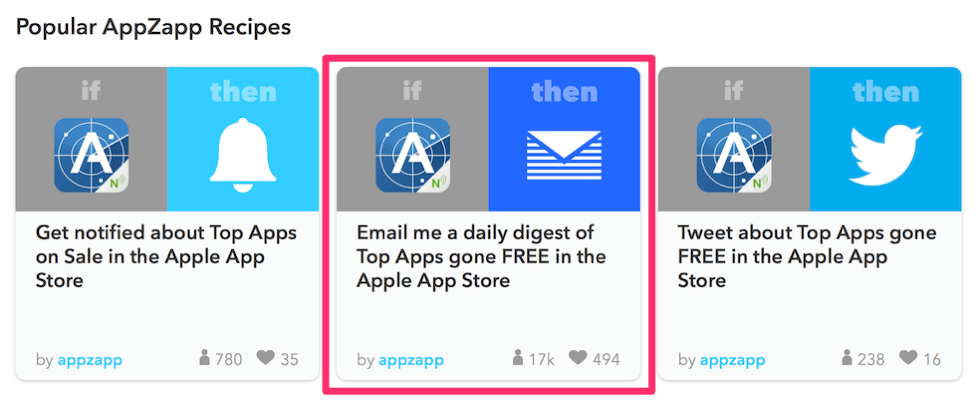 Popular AppZapp Recipes
if then
A N
Get notified about Top Apps
on Sale in the Apple App
Store
by appzapp 780 35
if then
A N
Email me a daily digest of
Top Apps gone FREE in the
Apple App Store
by appzapp 17k 494
if then
A N
Tweet about Top Apps gone
FREE in the Apple App
Store
by appzapp 238 16